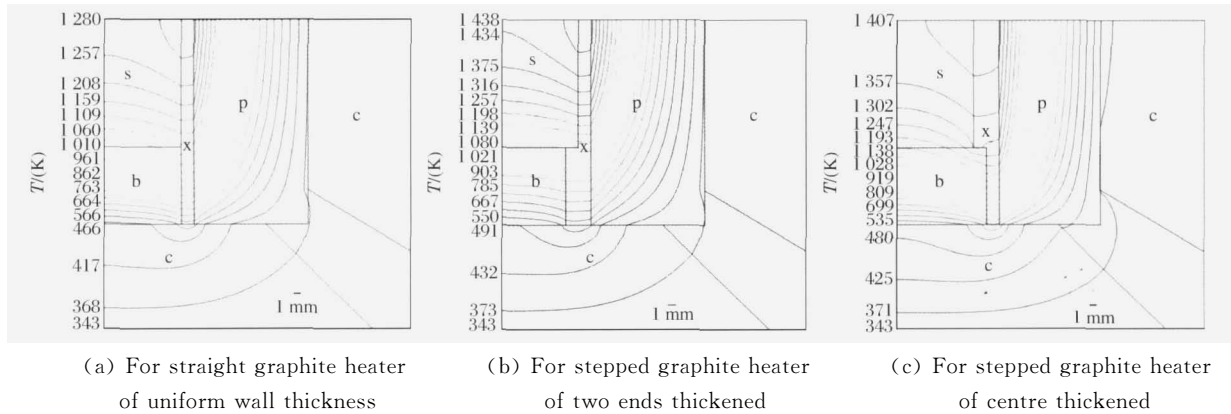 1 280
1 257
1 208
1 159
1 109
1 060
1 010
961
862
763
664
566
466
417
368
343
T/(K)
s
p
c
x
b
c
1 mm
1 438
1 434
1 375
1 316
1 257
1 198
1 139
1 080
1 021
903
785
667
550
491
432
373
343
T/(K)
s
p
c
x
b
c
1 mm
1 407
1 357
1 302
1 247
1 193
1 138
1 028
919
809
699
535
480
425
371
343
T/(K)
s
p
c
x
b
c
1 mm
(a) For straight graphite heater
of uniform wall thickness
(b) For stepped graphite heater
of two ends thickened
(c) For stepped graphite heater
of centre thickened